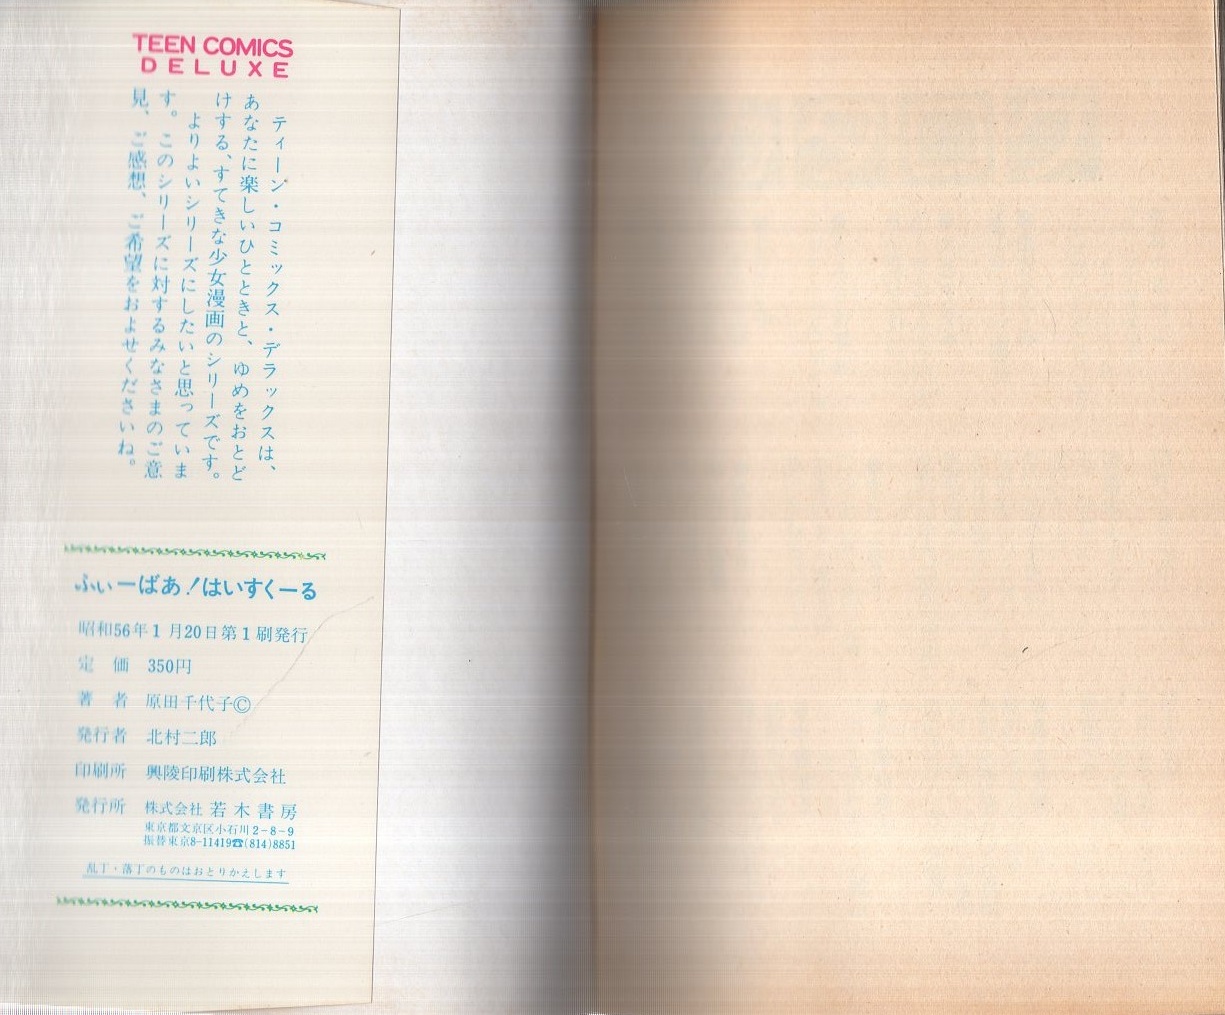 TEEN COMICS
DELUXE
ティーン・コミックス・デラックスは、
あなたに楽しいひとときと、ゆめをおとど
けする、すてきな少女漫画のシリーズです。
よりよいシリーズにしたいと思っていま
す。このシリーズに対するみなさまのご意
見、ご感想、ご希望をおよせくださいね。
ふぃーばあ!はいすくーる
昭和56年1月20日第1刷発行
定 価 350円
著 者 原田千代子©
発行者 北村二郎
印刷所 興陵印刷株式会社
発行所 株式会社 若木書房
東京都文京区小石川2-8-9
振替東京8-11419☎(814)8851
乱丁・落丁のものはおとりかえします